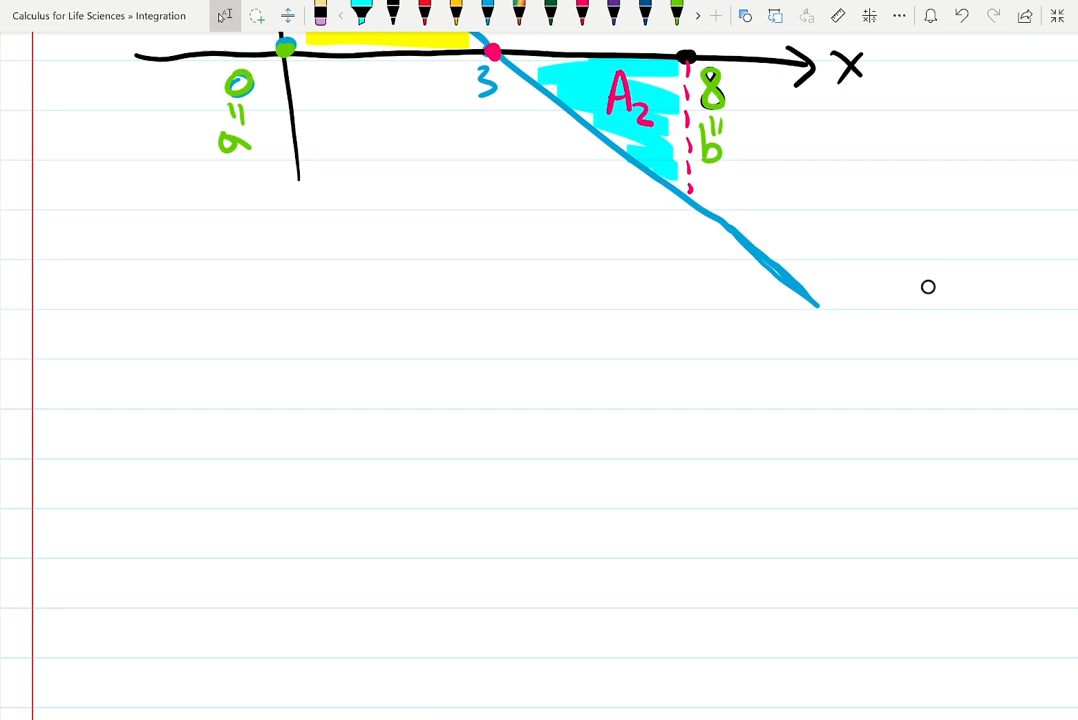 Calculus for Life Sciences » Integration
x
0
=
a
3
A2
8
=
b